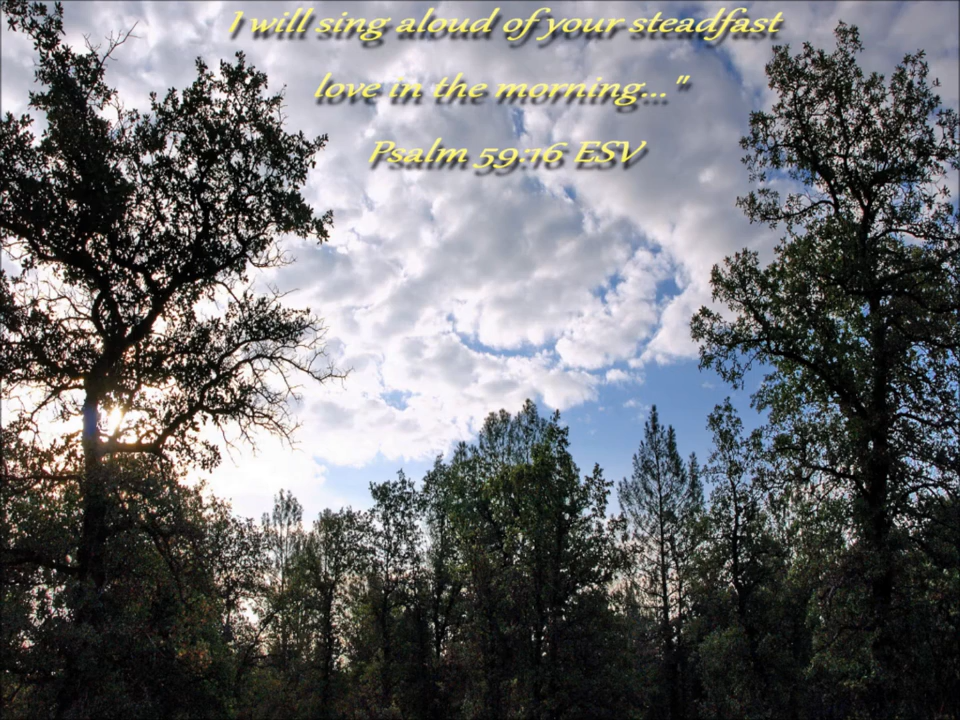 I will sing aloud of your steadfast
love in the morning..."
Psalm 59:16 ESV